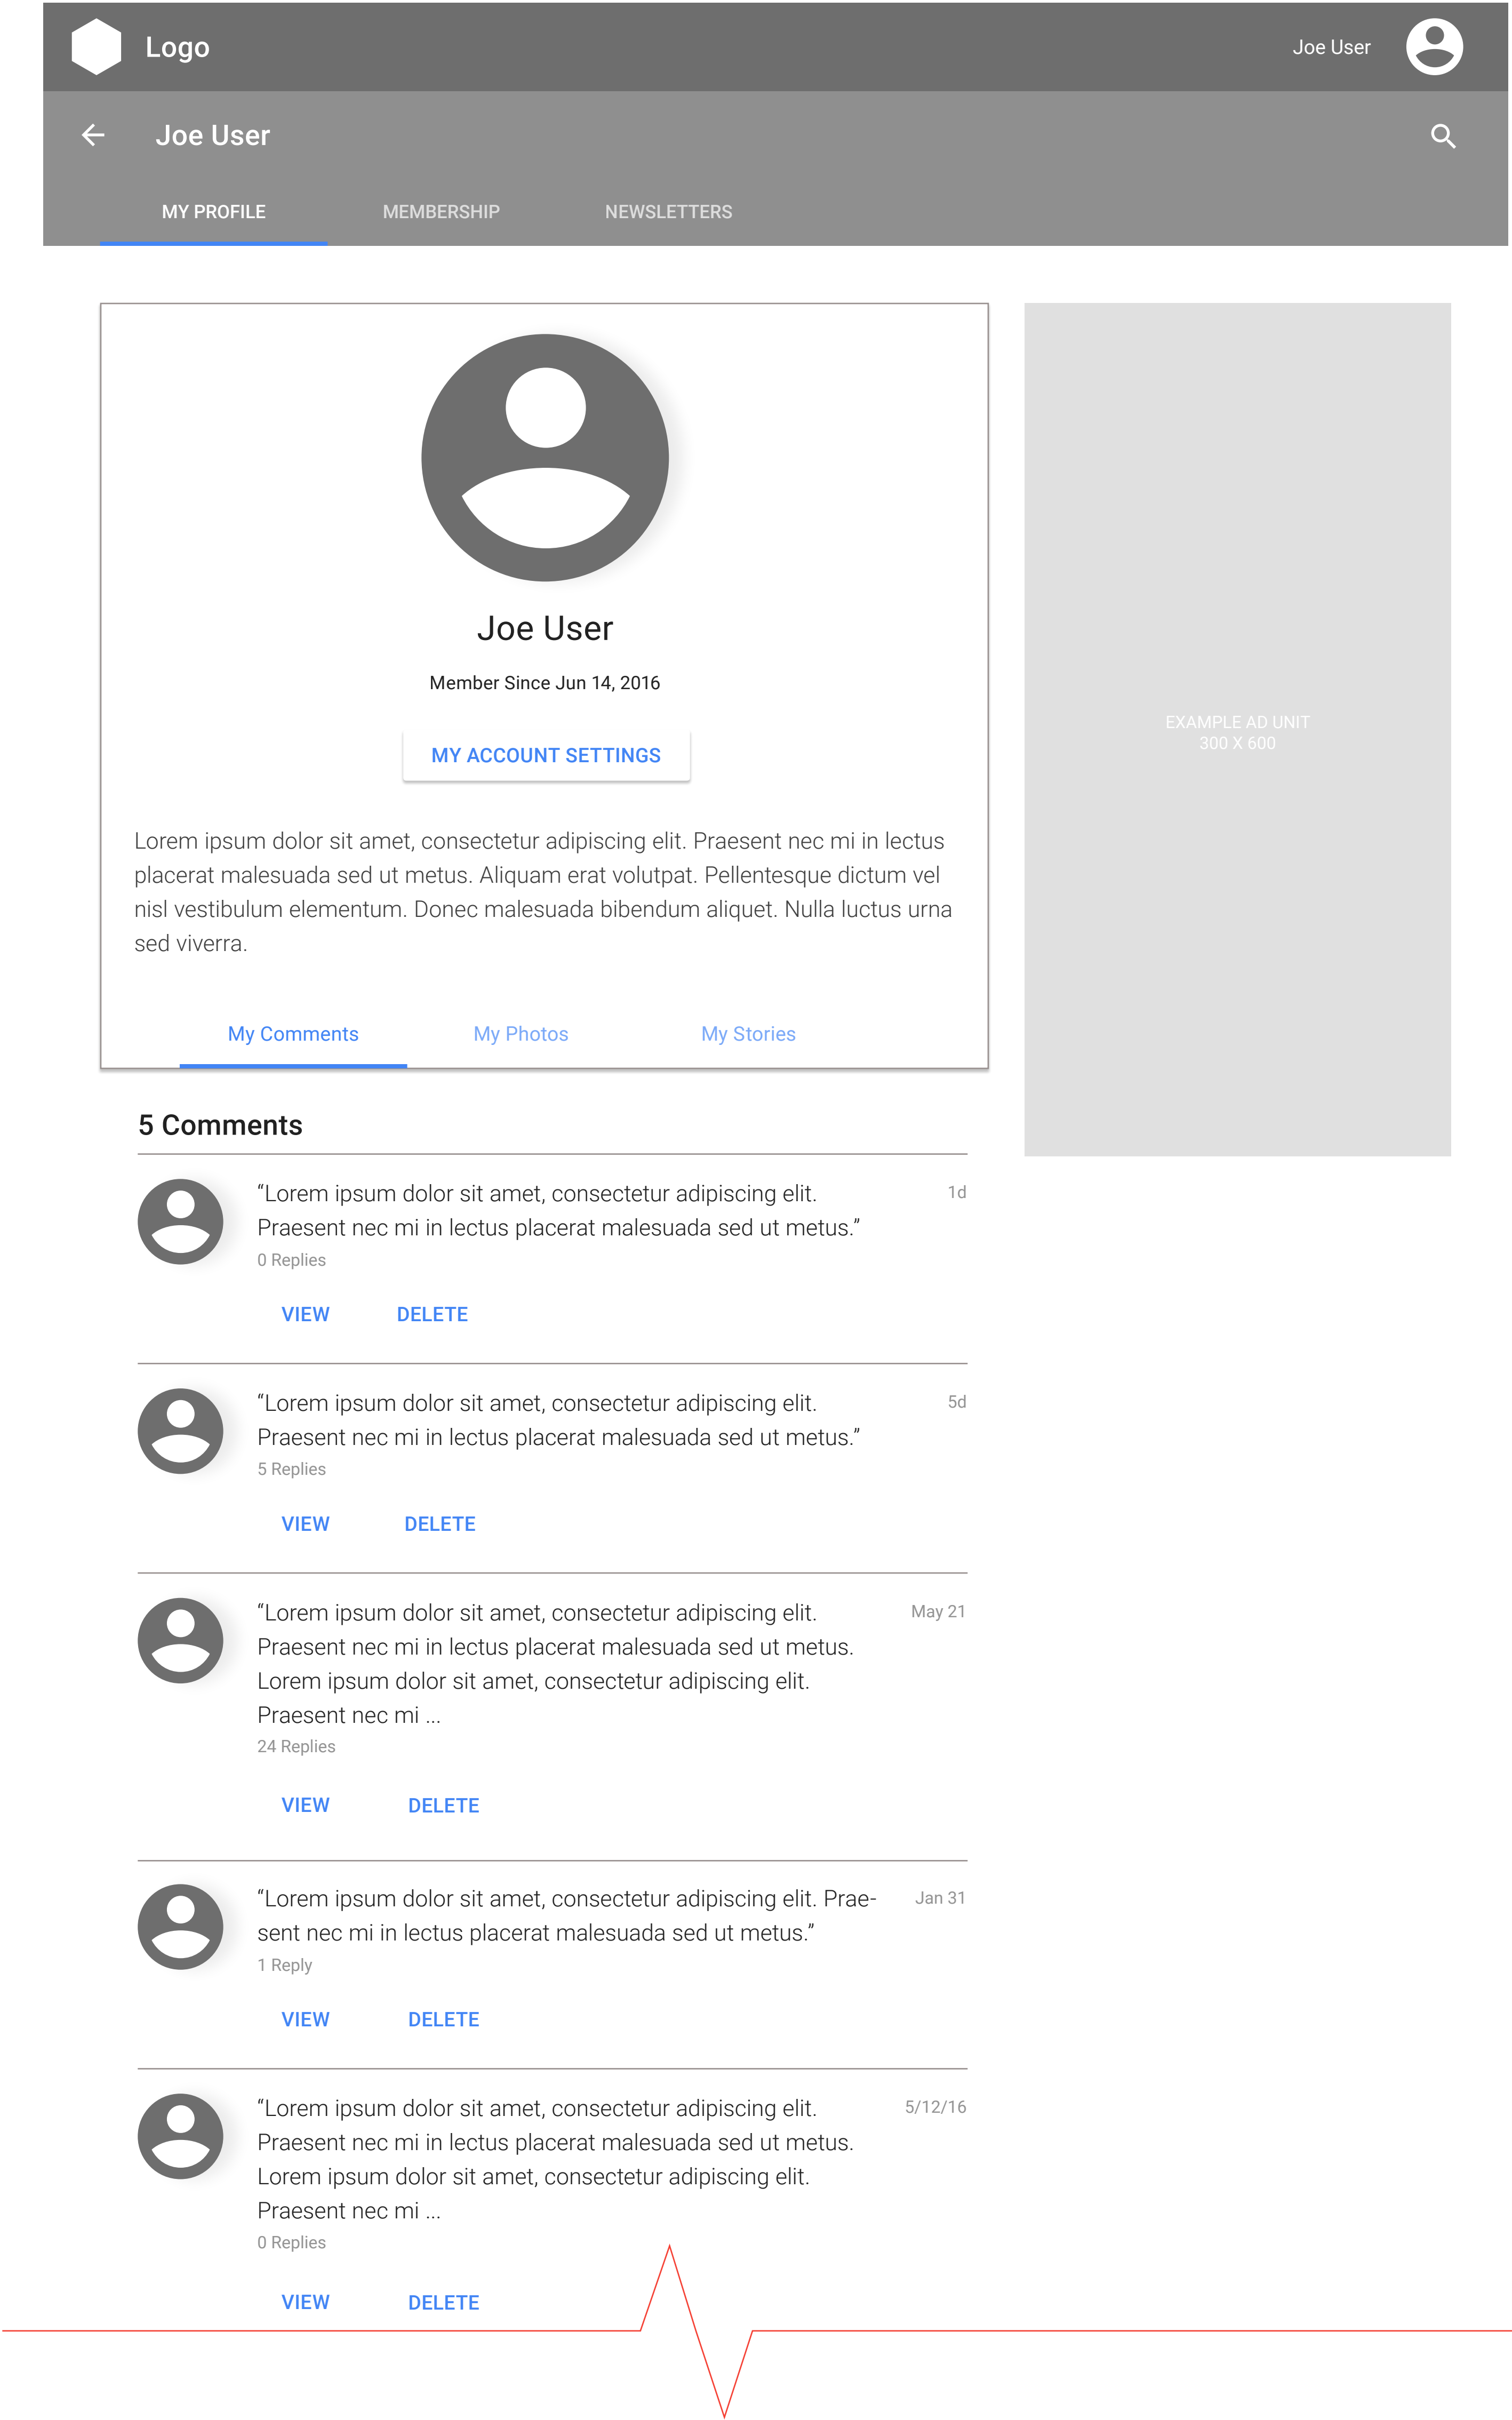 Logo
Joe User
Joe User
MY PROFILE
MEMBERSHIP
NEWSLETTERS
Joe User
Member Since Jun 14, 2016
MY ACCOUNT SETTINGS
Lorem ipsum dolor sit amet, consectetur adipiscing elit. Praesent nec mi in lectus
placerat malesuada sed ut metus. Aliquam erat volutpat. Pellentesque dictum vel
nisl vestibulum elementum. Donec malesuada bibendum aliquet. Nulla luctus urna
sed viverra.
My Comments
My Photos
My Stories
EXAMPLE AD UNIT
300 X 600
5 Comments
“Lorem ipsum dolor sit amet, consectetur adipiscing elit.
Praesent nec mi in lectus placerat malesuada sed ut metus.”
1d
0 Replies
VIEW
DELETE
“Lorem ipsum dolor sit amet, consectetur adipiscing elit.
Praesent nec mi in lectus placerat malesuada sed ut metus.”
5d
5 Replies
VIEW
DELETE
“Lorem ipsum dolor sit amet, consectetur adipiscing elit.
Praesent nec mi in lectus placerat malesuada sed ut metus.
Lorem ipsum dolor sit amet, consectetur adipiscing elit.
Praesent nec mi ...
May 21
24 Replies
VIEW
DELETE
“Lorem ipsum dolor sit amet, consectetur adipiscing elit. Prae-
sent nec mi in lectus placerat malesuada sed ut metus.”
Jan 31
1 Reply
VIEW
DELETE
“Lorem ipsum dolor sit amet, consectetur adipiscing elit.
Praesent nec mi in lectus placerat malesuada sed ut metus.
Lorem ipsum dolor sit amet, consectetur adipiscing elit.
Praesent nec mi ...
5/12/16
0 Replies
VIEW
DELETE